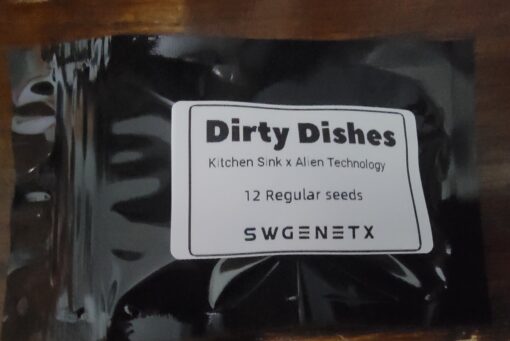 Dirty Dishes
Kitchen Sink x Alien Technology
12 Regular seeds
SWGENETX